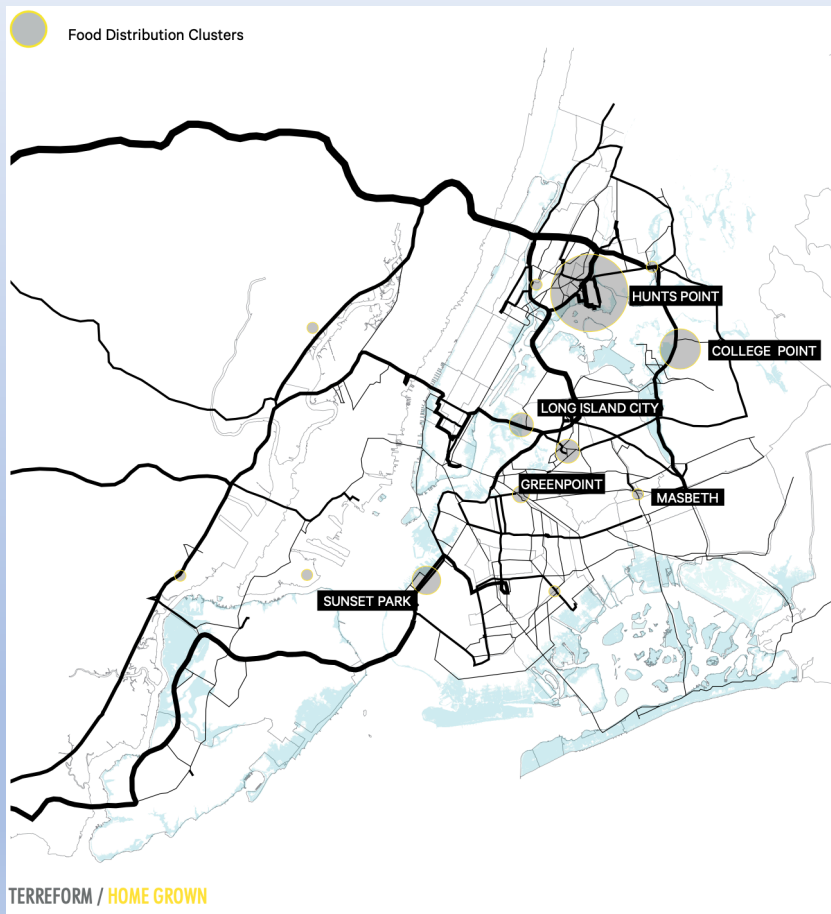 Food Distribution Clusters
HUNTS POINT
COLLEGE POINT
LONG ISLAND CITY
GREENPOINT
MASBETH
SUNSET PARK
TERREFORM / HOME GROWN